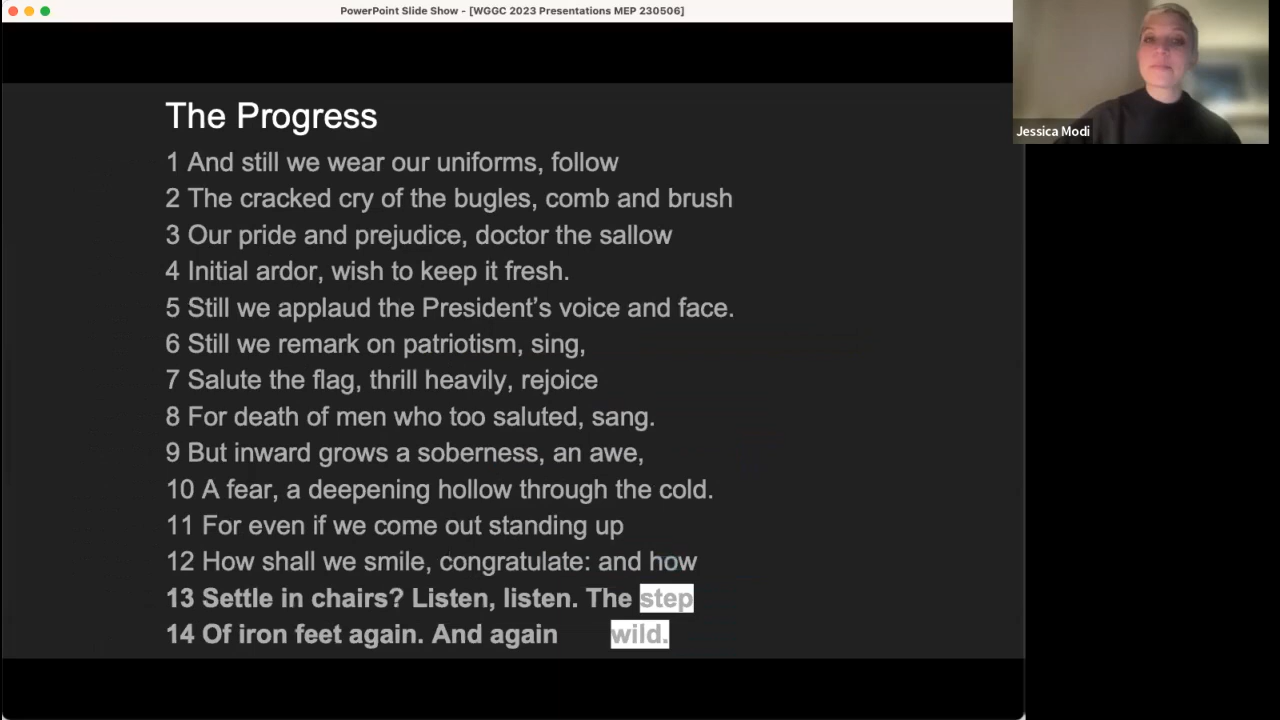 PowerPoint Slide Show - [WGGC 2023 Presentations MEP 230506]
Jessica Modi
The Progress
1 And still we wear our uniforms, follow
2 The cracked cry of the bugles, comb and brush
3 Our pride and prejudice, doctor the sallow
4 Initial ardor, wish to keep it fresh.
5 Still we applaud the President’s voice and face.
6 Still we remark on patriotism, sing,
7 Salute the flag, thrill heavily, rejoice
8 For death of men who too saluted, sang.
9 But inward grows a soberness, an awe,
10 A fear, a deepening hollow through the cold.
11 For even if we come out standing up
12 How shall we smile, congratulate: and how
13 Settle in chairs? Listen, listen. The step
14 Of iron feet again. And again wild.